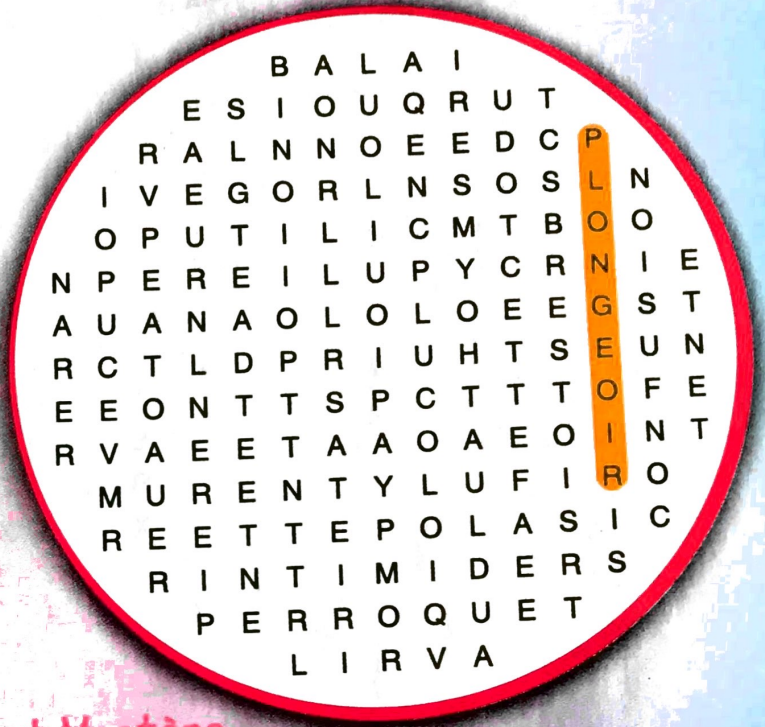 B A L A I
E S I O U Q R U T
R A L N N O E E D C P
I V E G O R L N S O S L N
O P U T I L I C M T B O O
N P E R E I L U P Y C R N I E
A U A N A O L O L O E E G S T
R C T L D P R I U H T S E U N
E E O N T T S P C T T T O F E
R V A E E T A A O A E O I N T
M U R E N T Y L U F I R O
R E E T T E P O L A S I C
R I N T I M I D E R S
P E R R O Q U E T
L I R V A